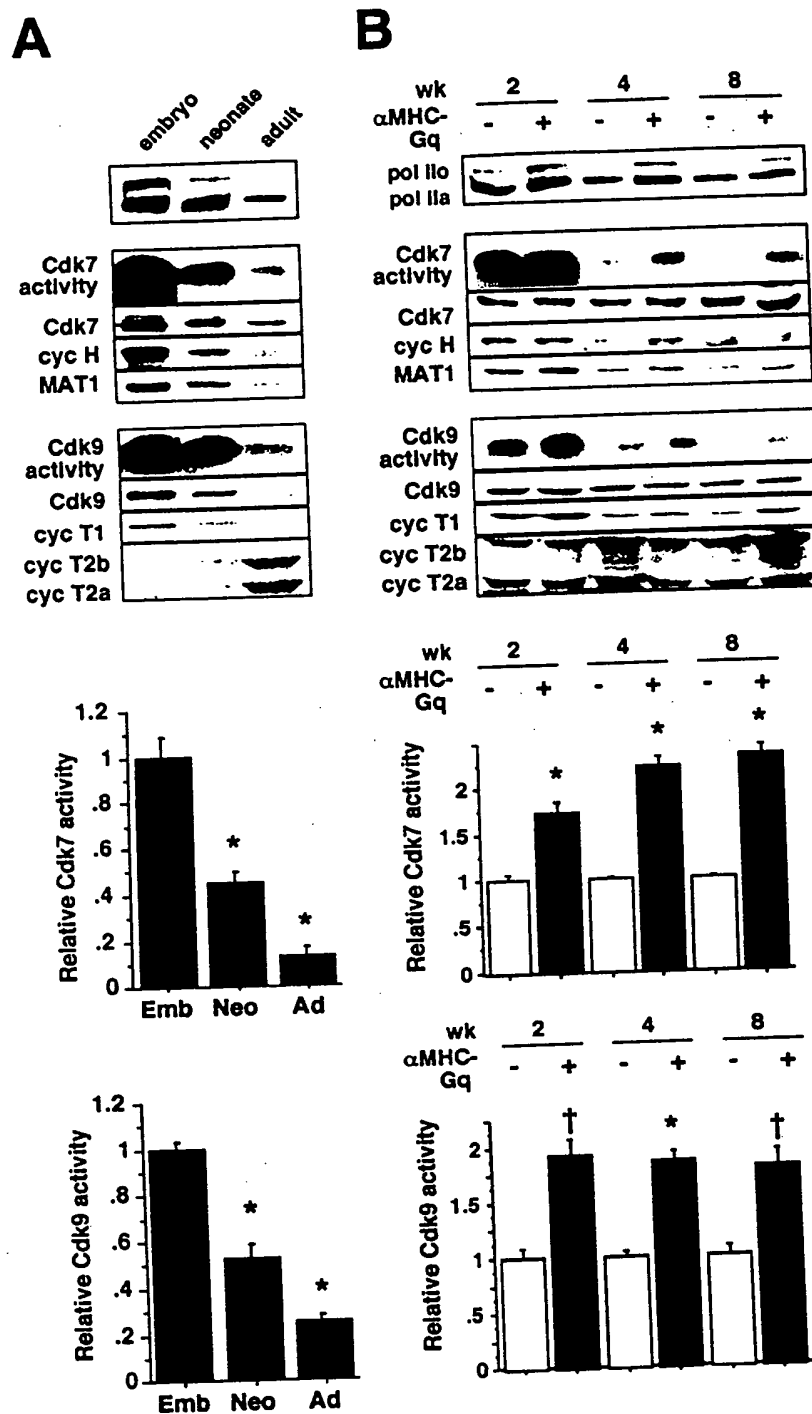 A
embryo neonate adult
Cdk7
activity
Cdk7
cyc H
MAT1
Cdk9
activity
Cdk9
cyc T1
cyc T2b
cyc T2a
1.2
1
.8
.6
.4
.2
0
Relative Cdk7 activity
* *
Emb Neo Ad
1.2
1
.8
.6
.4
.2
0
Relative Cdk9 activity
* *
Emb Neo Ad
B
wk 2 4 8
αMHC- - + - + - +
Gq
pol IIo
pol IIa
Cdk7
activity
Cdk7
cyc H
MAT1
Cdk9
activity
Cdk9
cyc T1
cyc T2b
cyc T2a
wk 2 4 8
αMHC- - + - + - +
Gq
* * *
2
1.5
1
.5
0
Relative Cdk7 activity
wk 2 4 8
αMHC- - + - + - +
Gq
† * †
2
1.5
1
.5
0
Relative Cdk9 activity